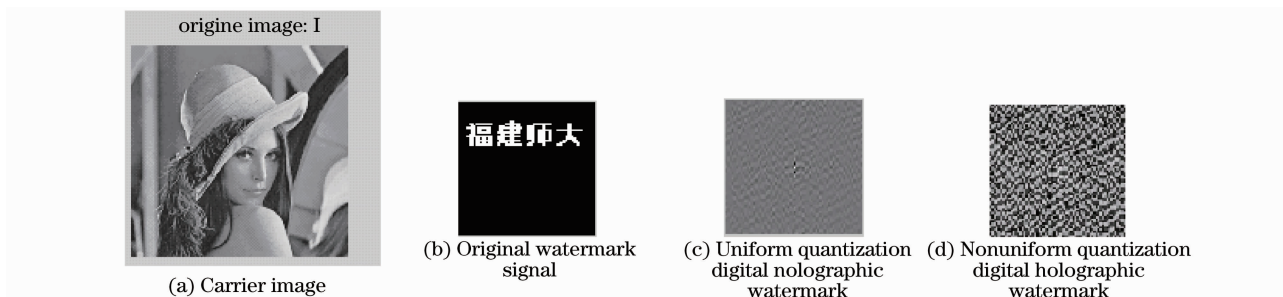 origine image: I
福建师大
(a) Carrier image
(b) Original watermark
signal
(c) Uniform quantization
digital nolographic
watermark
(d) Nonuniform quantization
digital holographic
watermark